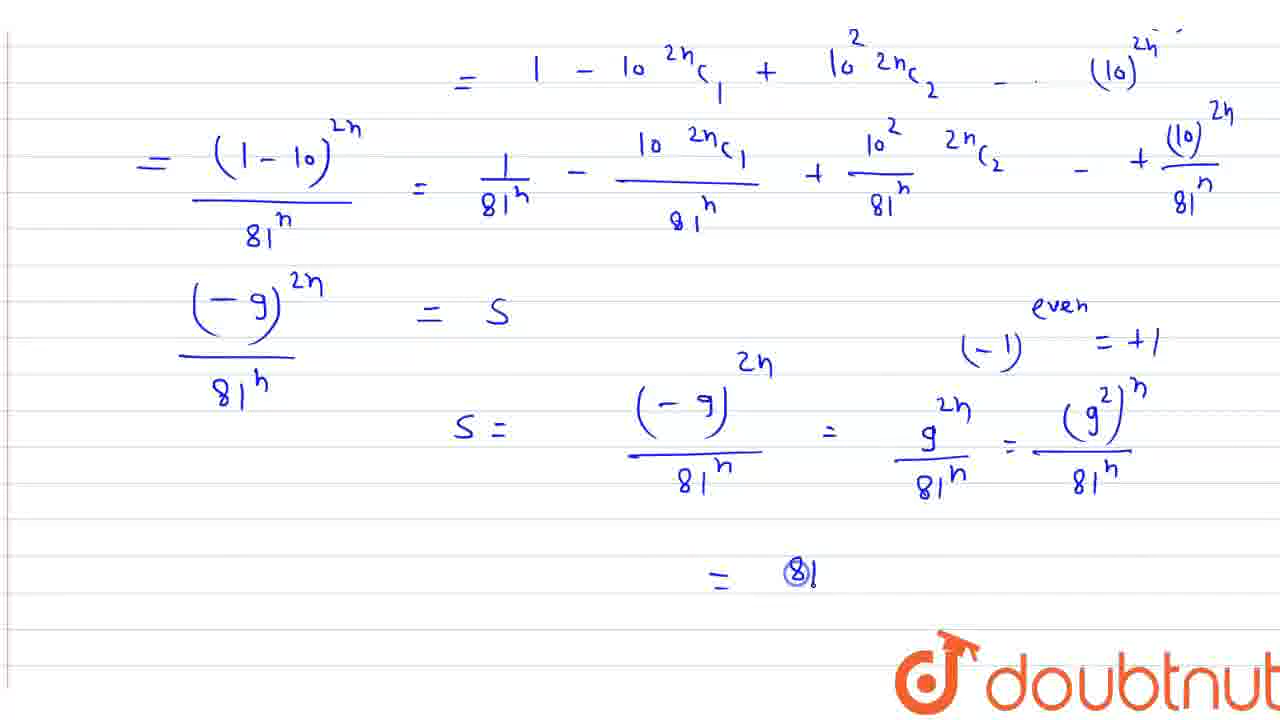 = 1 - 10 ²ⁿC₁ + 10² ²ⁿC₂ - . (10)²ⁿ
= (1-10)²ⁿ / 81ⁿ = 1/81ⁿ - 10 ²ⁿC₁ / 81ⁿ + 10²/81ⁿ ²ⁿC₂ - + (10)²ⁿ / 81ⁿ
(-9)²ⁿ / 81ⁿ = S
(-1)^even = +1
S = (-9)²ⁿ / 81ⁿ = 9²ⁿ / 81ⁿ = (9²)ⁿ / 81ⁿ
= 81
doubtnut